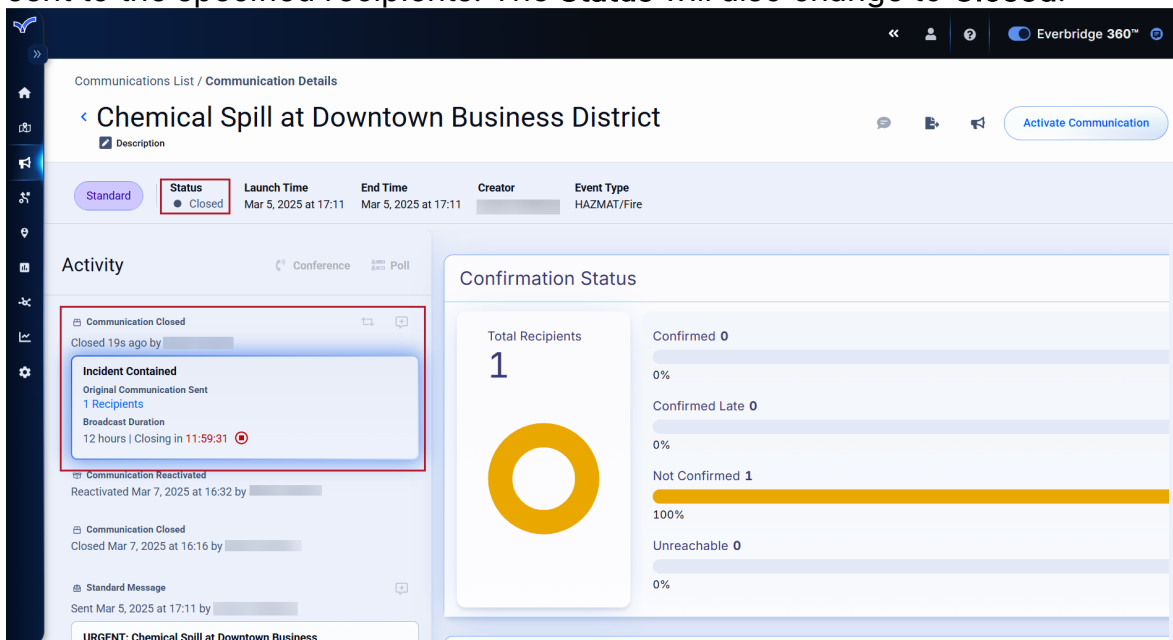 sent to the specified recipients. The Status will also change to Closed.
Everbridge 360™
Communications List / Communication Details
Chemical Spill at Downtown Business District
Description
Activate Communication
Standard
Status
Closed
Launch Time
Mar 5, 2025 at 17:11
End Time
Mar 5, 2025 at 17:11
Creator
Event Type
HAZMAT/Fire
Activity
Conference
Poll
Communication Closed
Closed 19s ago by
Incident Contained
Original Communication Sent
1 Recipients
Broadcast Duration
12 hours | Closing in 11:59:31
Communication Reactivated
Reactivated Mar 7, 2025 at 16:32 by
Communication Closed
Closed Mar 7, 2025 at 16:16 by
Standard Message
Sent Mar 5, 2025 at 17:11 by
URGENT: Chemical Spill at Downtown Business
Confirmation Status
Total Recipients
1
Confirmed 0
0%
Confirmed Late 0
0%
Not Confirmed 1
100%
Unreachable 0
0%